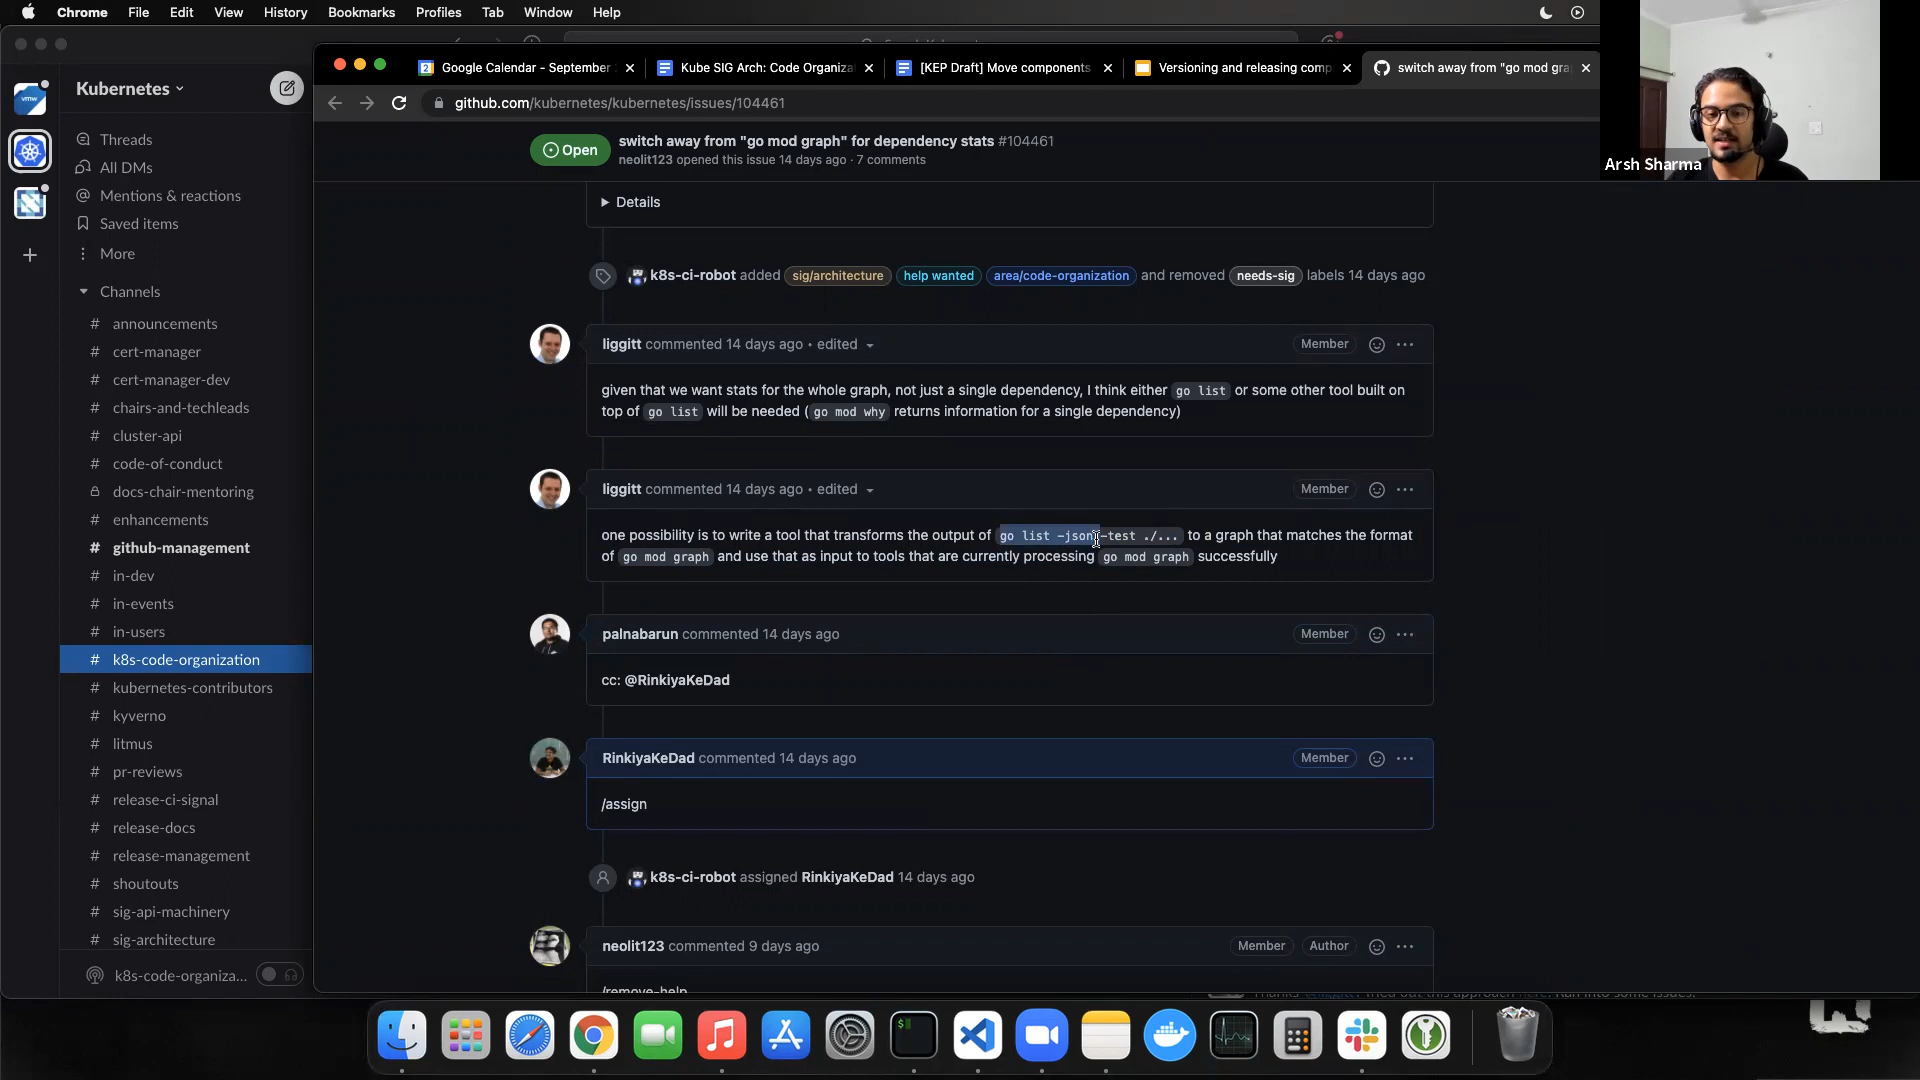 Chrome File Edit View History Bookmarks Profiles Tab Window Help
Kubernetes
Threads
All DMs
Mentions & reactions
Saved items
More
Channels
# announcements
# cert-manager
# cert-manager-dev
# chairs-and-techleads
# cluster-api
# code-of-conduct
docs-chair-mentoring
# enhancements
# github-management
# in-dev
# in-events
# in-users
# k8s-code-organization
# kubernetes-contributors
# kyverno
# litmus
# pr-reviews
# release-ci-signal
# release-docs
# release-management
# shoutouts
# sig-api-machinery
# sig-architecture
k8s-code-organiza...
Google Calendar - September
Kube SIG Arch: Code Organiza
[KEP Draft] Move components
Versioning and releasing comp
switch away from "go mod gra
github.com/kubernetes/kubernetes/issues/104461
Open
switch away from "go mod graph" for dependency stats #104461
neolit123 opened this issue 14 days ago · 7 comments
Details
k8s-ci-robot added sig/architecture help wanted area/code-organization and removed needs-sig labels 14 days ago
liggitt commented 14 days ago • edited Member
given that we want stats for the whole graph, not just a single dependency, I think either go list or some other tool built on
top of go list will be needed ( go mod why returns information for a single dependency)
liggitt commented 14 days ago • edited Member
one possibility is to write a tool that transforms the output of go list -json -test ./... to a graph that matches the format
of go mod graph and use that as input to tools that are currently processing go mod graph successfully
palnabarun commented 14 days ago Member
cc: @RinkiyaKeDad
RinkiyaKeDad commented 14 days ago Member
/assign
k8s-ci-robot assigned RinkiyaKeDad 14 days ago
neolit123 commented 9 days ago Member Author
/remove-help
Arsh Sharma
vmw